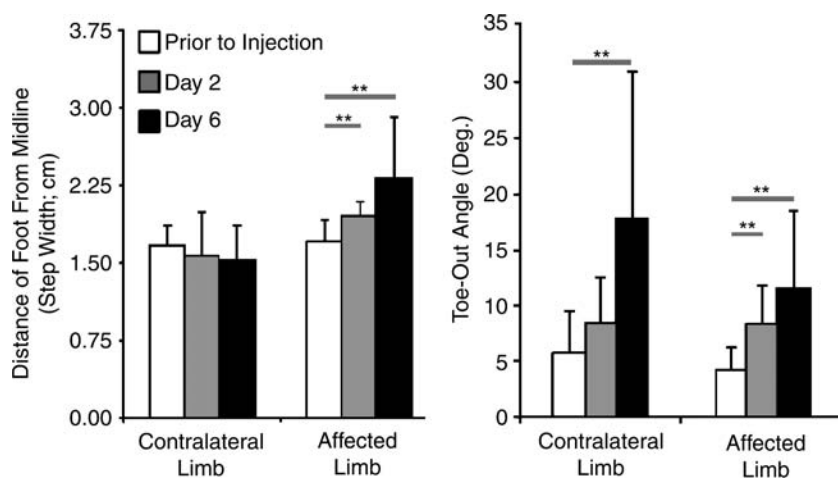 Distance of Foot From Midline
(Step Width; cm)
3.75
3.00
2.25
1.50
0.75
0.00
Prior to Injection
Day 2
Day 6
**
**
Contralateral
Limb
Affected
Limb
Toe-Out Angle (Deg.)
35
30
25
20
15
10
5
0
**
**
**
Contralateral
Limb
Affected
Limb